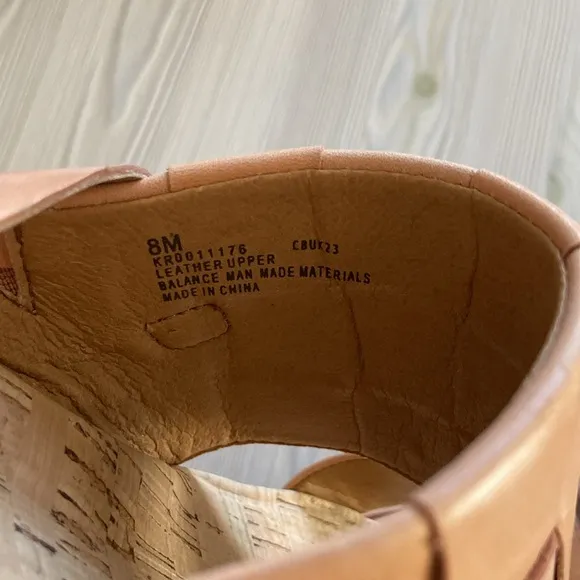 8M
KR0011176 CBUK23
LEATHER UPPER
BALANCE MAN MADE MATERIALS
MADE IN CHINA